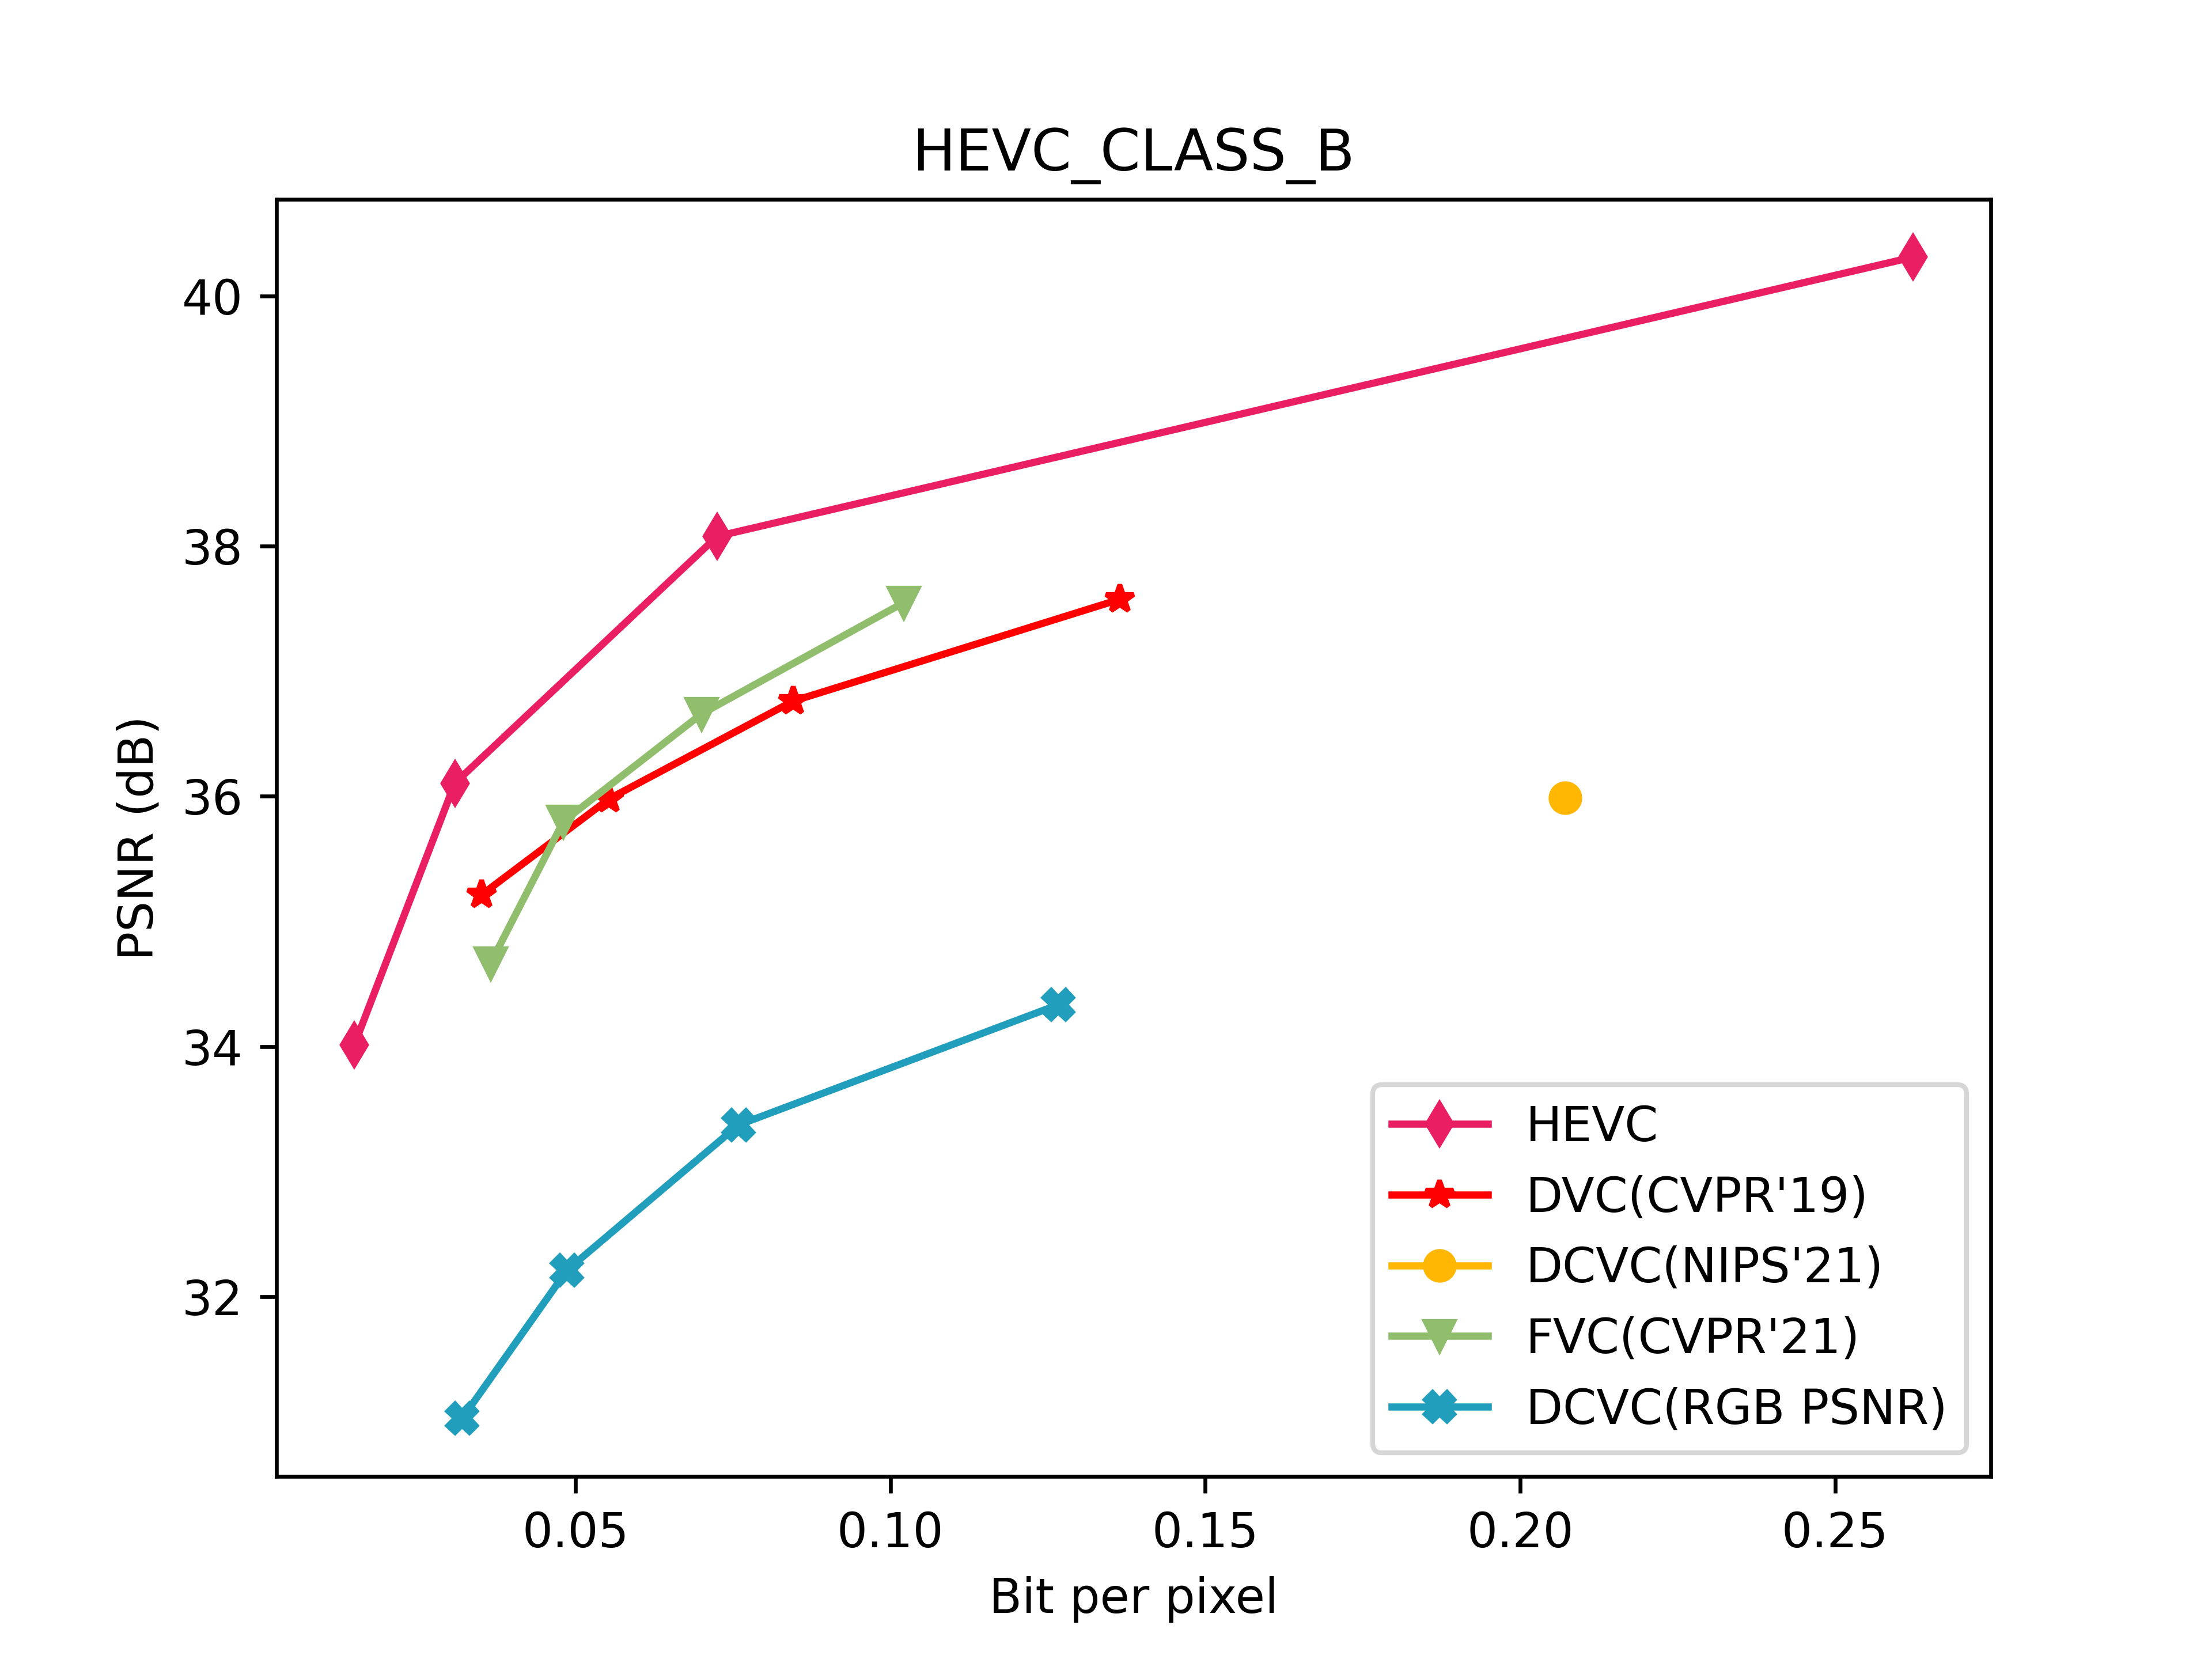 HEVC_CLASS_B
PSNR (dB)
40
38
36
34
32
HEVC
DVC(CVPR'19)
DCVC(NIPS'21)
FVC(CVPR'21)
DCVC(RGB PSNR)
0.05 0.10 0.15 0.20 0.25
Bit per pixel